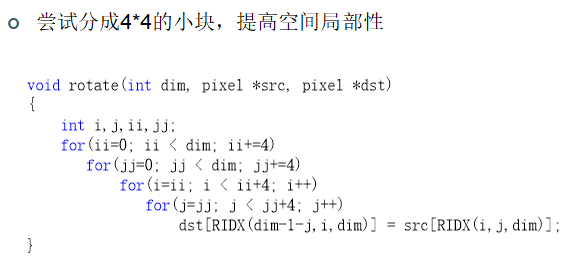 尝试分成4*4的小块，提高空间局部性
void rotate(int dim, pixel *src, pixel *dst)
{
    int i,j,ii,jj;
    for(ii=0; ii < dim; ii+=4)
        for(jj=0; jj < dim; jj+=4)
            for(i=ii; i < ii+4; i++)
                for(j=jj; j < jj+4; j++)
                    dst[RIDX(dim-1-j,i,dim)] = src[RIDX(i,j,dim)];
}